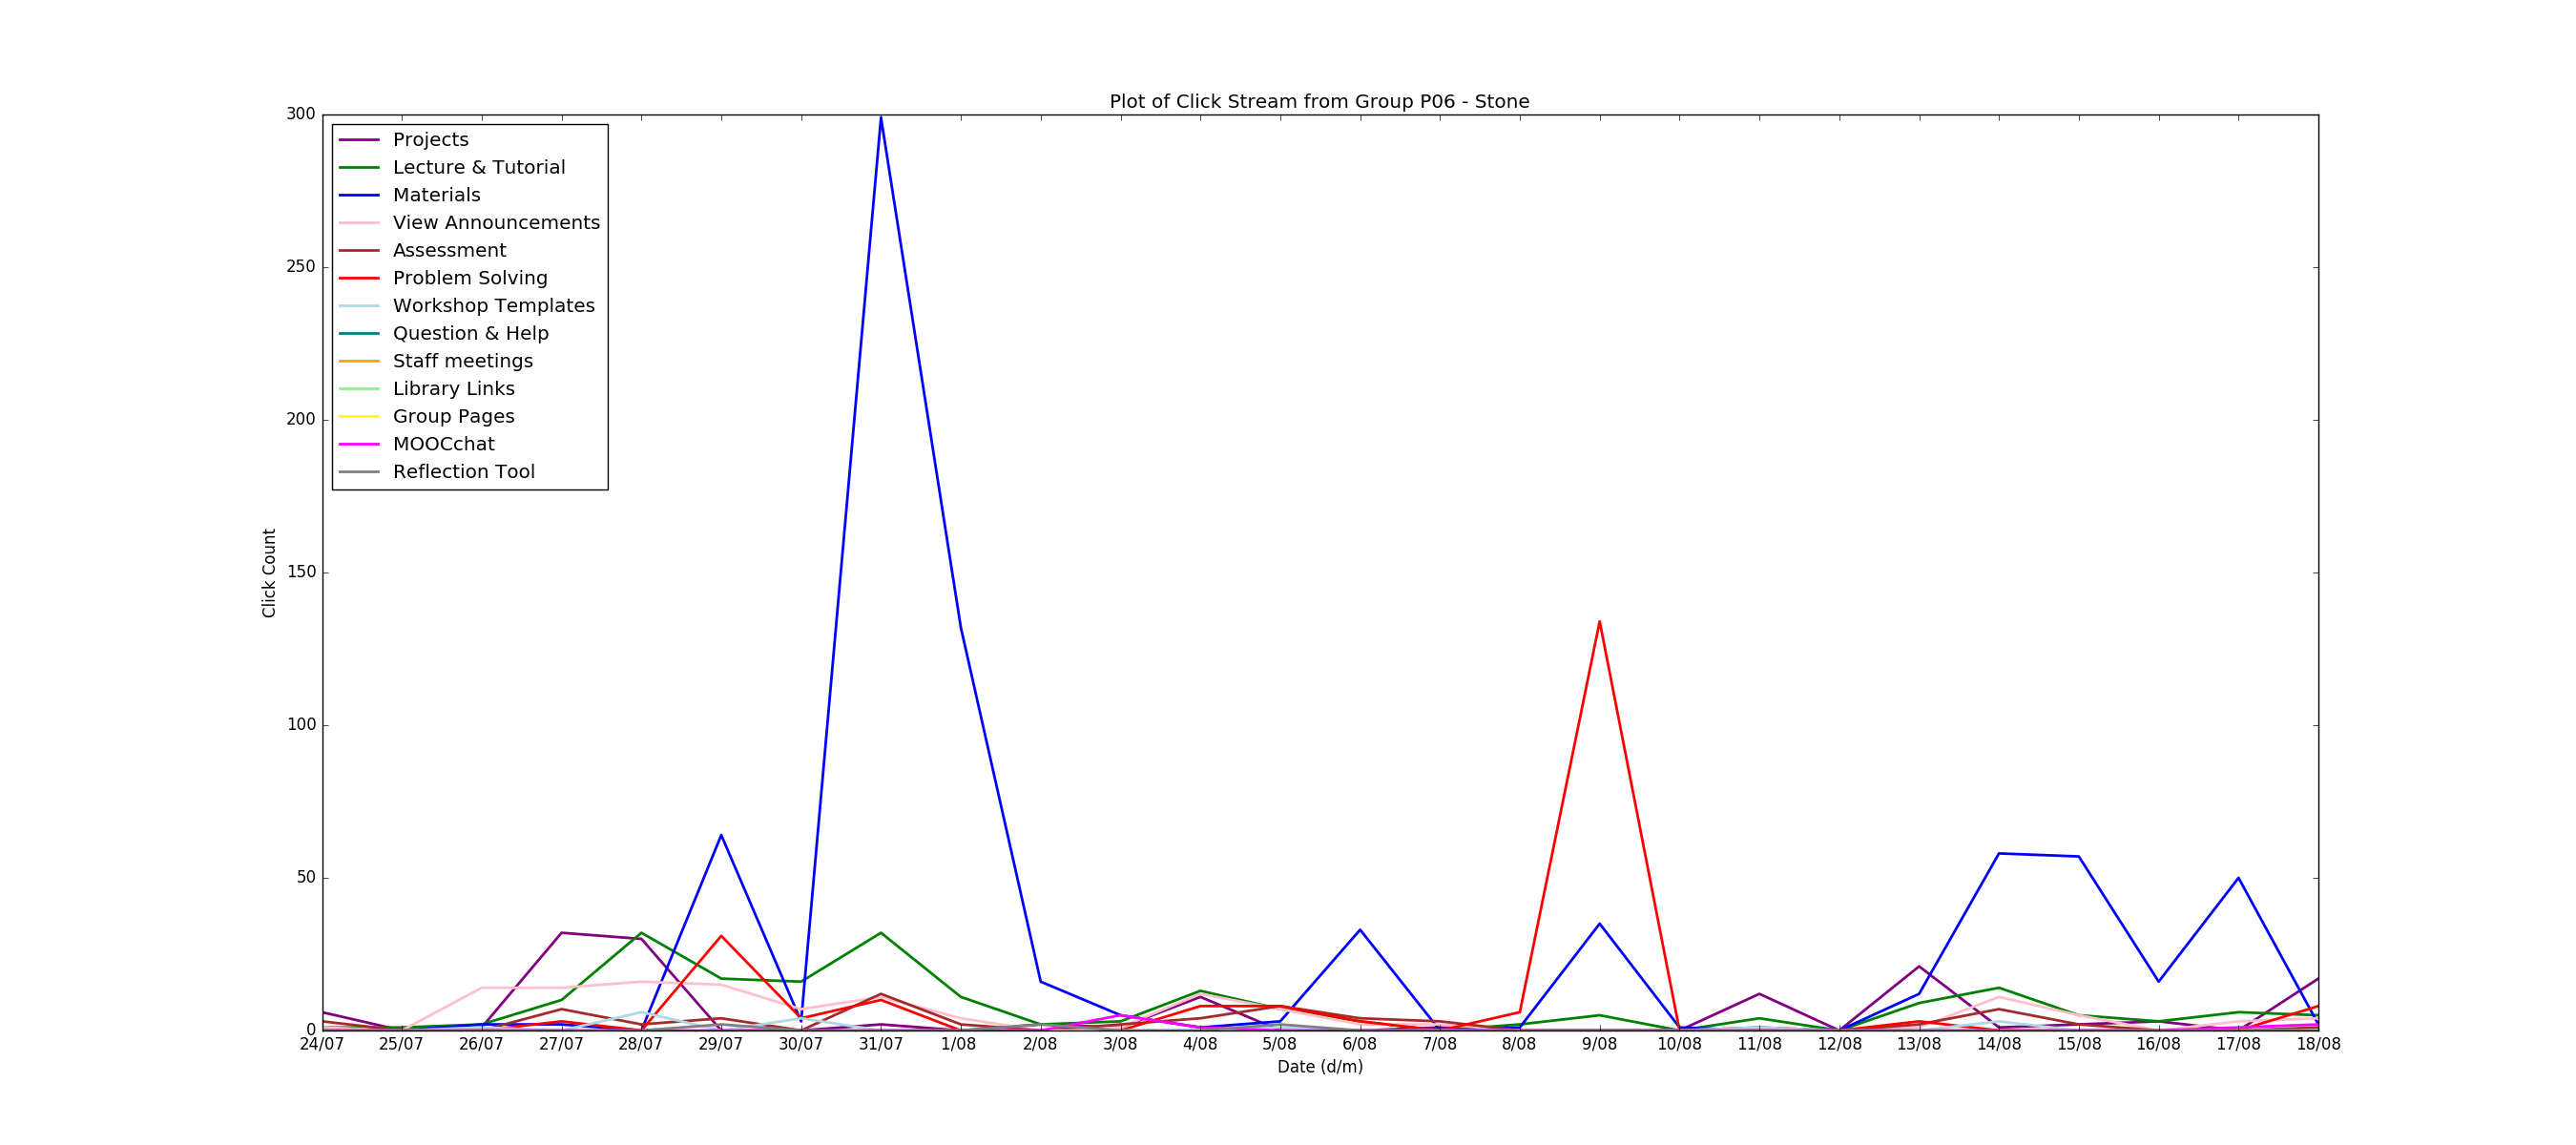 Plot of Click Stream from Group P06 - Stone
300
250
200
150
100
50
0
Click Count
Projects
Lecture & Tutorial
Materials
View Announcements
Assessment
Problem Solving
Workshop Templates
Question & Help
Staff meetings
Library Links
Group Pages
MOOCchat
Reflection Tool
24/07 25/07 26/07 27/07 28/07 29/07 30/07 31/07 1/08 2/08 3/08 4/08 5/08 6/08 7/08 8/08 9/08 10/08 11/08 12/08 13/08 14/08 15/08 16/08 17/08 18/08
Date (d/m)